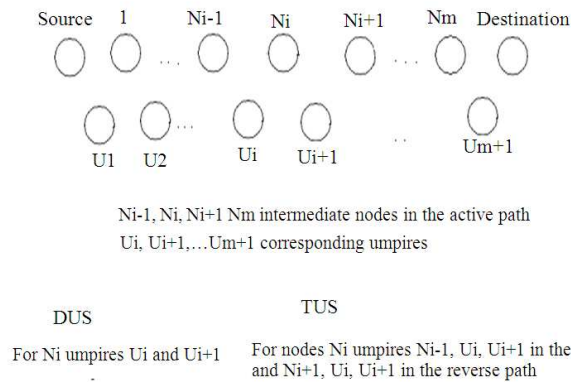 Source 1 Ni-1 Ni Ni+1 Nm Destination
... ...
U1 U2 ... Ui Ui+1 .. Um+1
Ni-1, Ni, Ni+1 Nm intermediate nodes in the active path
Ui, Ui+1,...Um+1 corresponding umpires
DUS
For Ni umpires Ui and Ui+1
TUS
For nodes Ni umpires Ni-1, Ui, Ui+1 in the
and Ni+1, Ui, Ui+1 in the reverse path